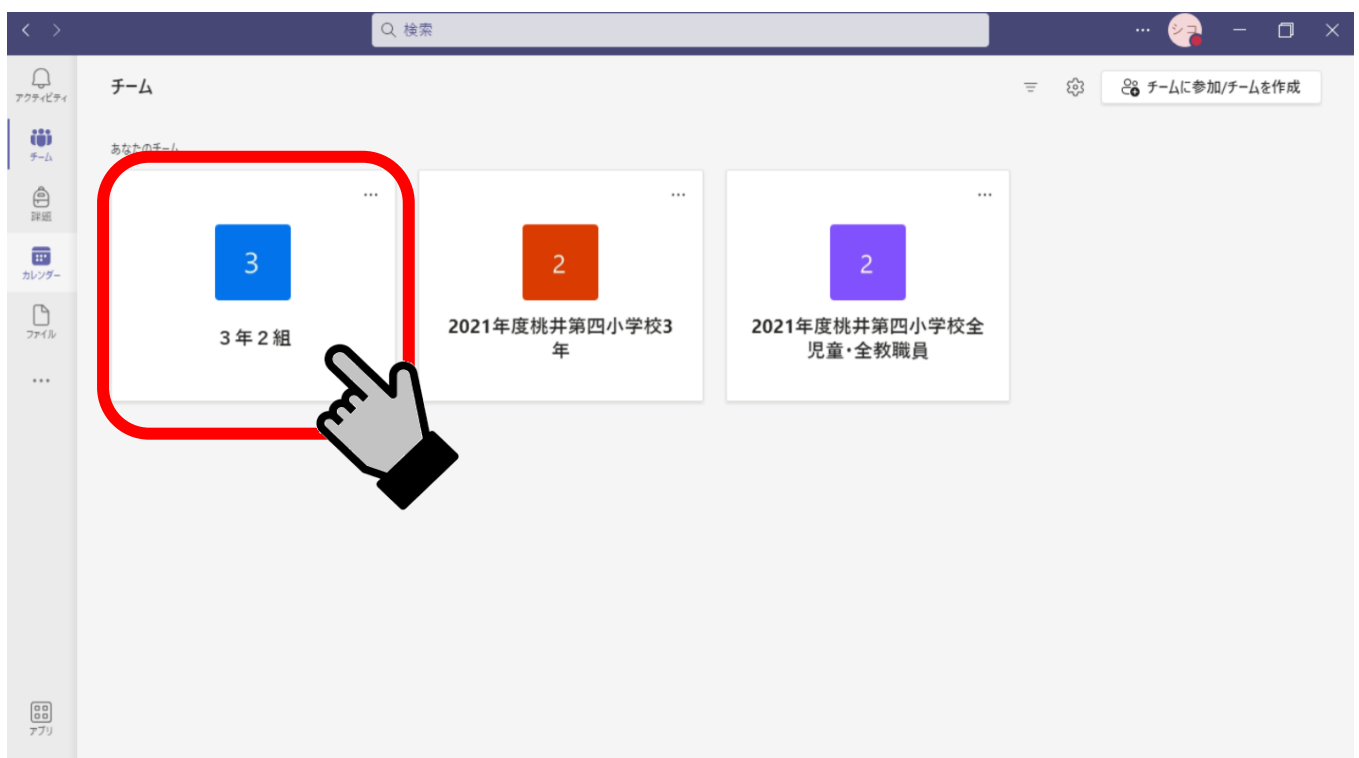 検索
シコ
アクティビティ
チーム
チームに参加/チームを作成
チーム
あなたのチーム
課題
カレンダー
ファイル
アプリ
3
3年2組
2
2021年度桃井第四小学校3
年
2
2021年度桃井第四小学校全
児童・全教職員